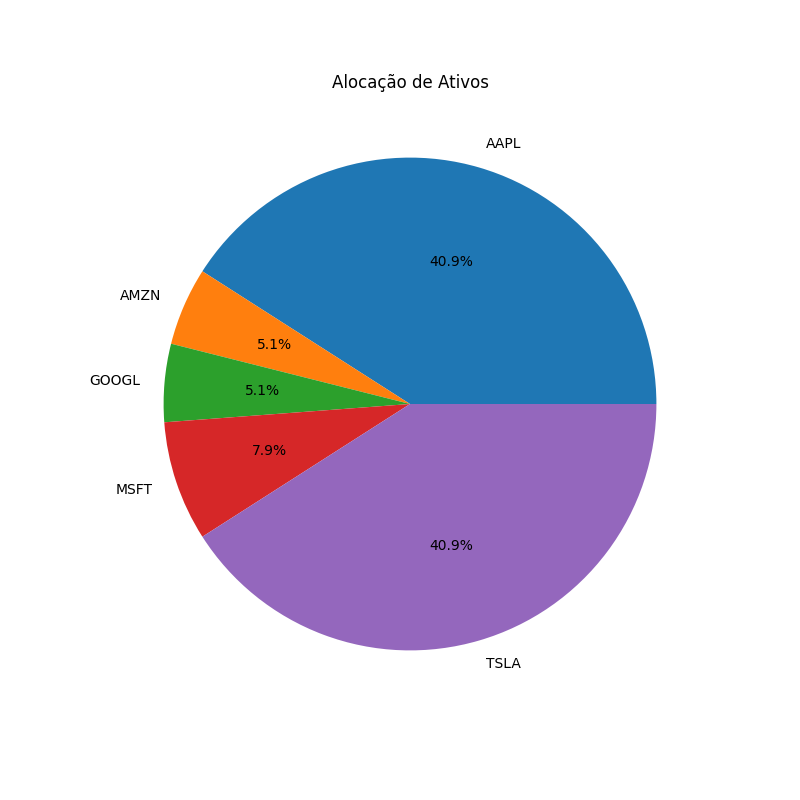 Alocação de Ativos
AAPL
40.9%
AMZN
5.1%
GOOGL
5.1%
MSFT
7.9%
40.9%
TSLA